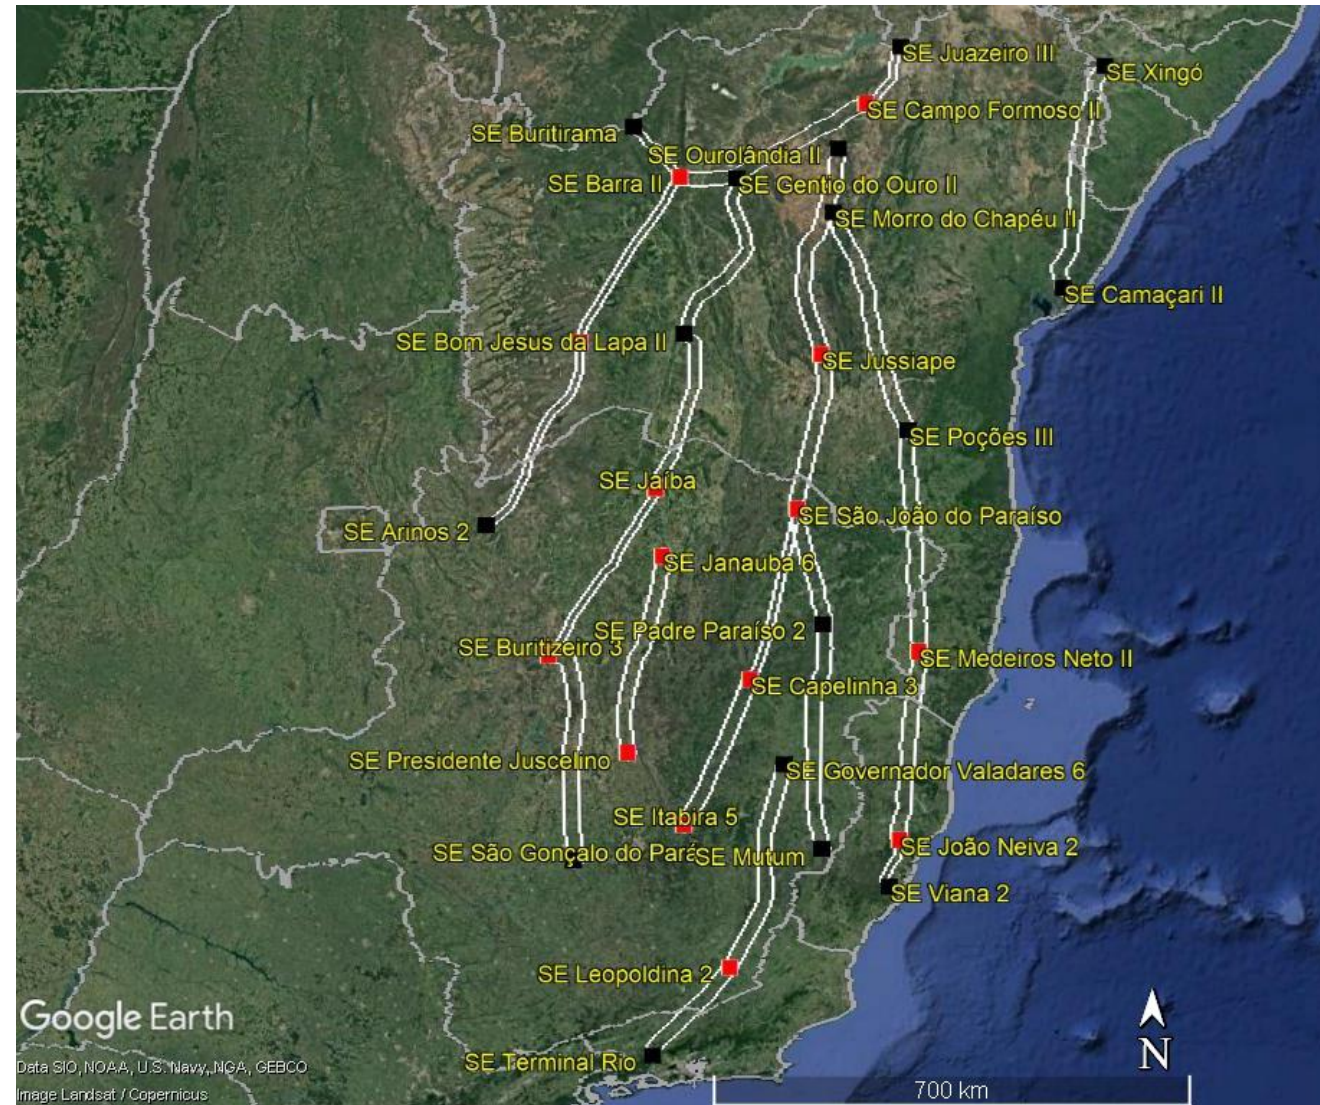 SE Juazeiro III
SE Xingó
SE Campo Formoso II
SE Buritirama
SE Ourolândia II
SE Barra II
SE Gentio do Ouro II
SE Morro do Chapéu II
SE Camaçari II
SE Bom Jesus da Lapa II
SE Jussiape
SE Poções III
SE Jaíba
SE São João do Paraíso
SE Arinos 2
SE Janauba 6
SE Padre Paraíso 2
SE Buritizeiro 3
SE Medeiros Neto II
SE Capelinha 3
SE Presidente Juscelino
SE Governador Valadares 6
SE Itabira 5
SE João Neiva 2
SE São Gonçalo do Pará
SE Mutum
SE Viana 2
SE Leopoldina 2
Google Earth
N
SE Terminal Rio
Data SIO, NOAA, U.S. Navy, NGA, GEBCO
Image Landsat / Copernicus
700 km